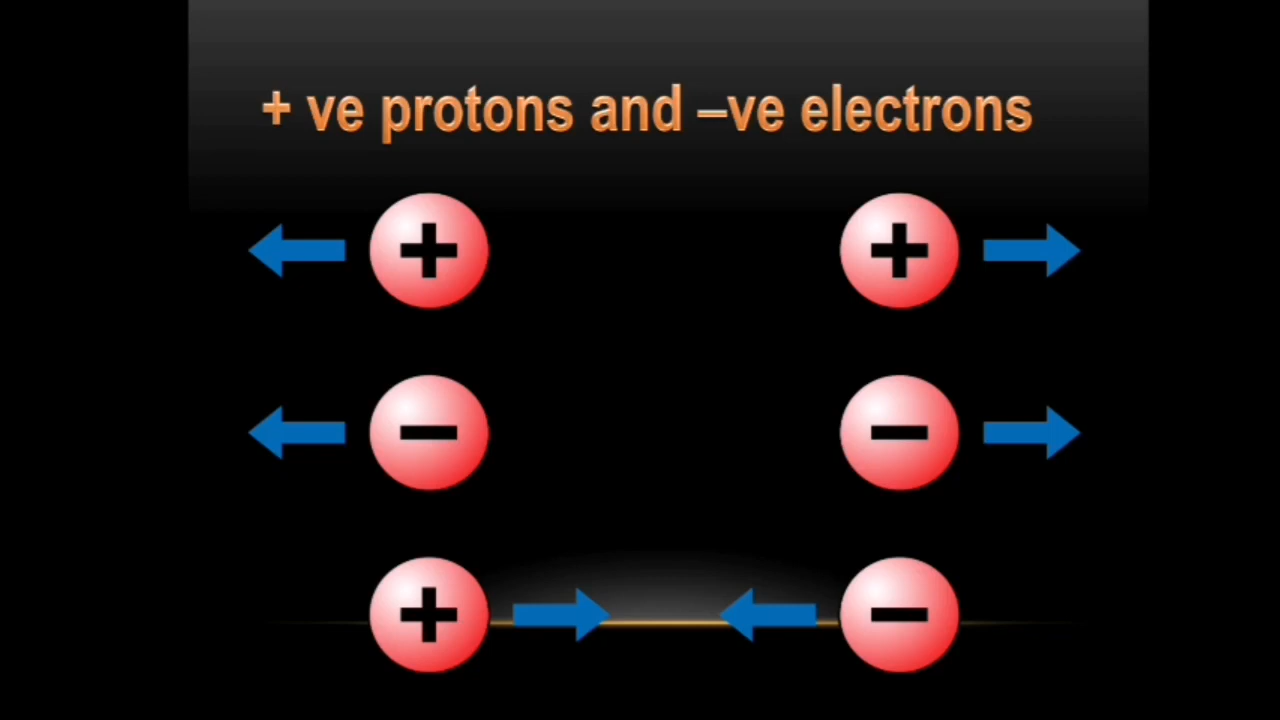 + ve protons and –ve electrons
+ +
– –
+ –